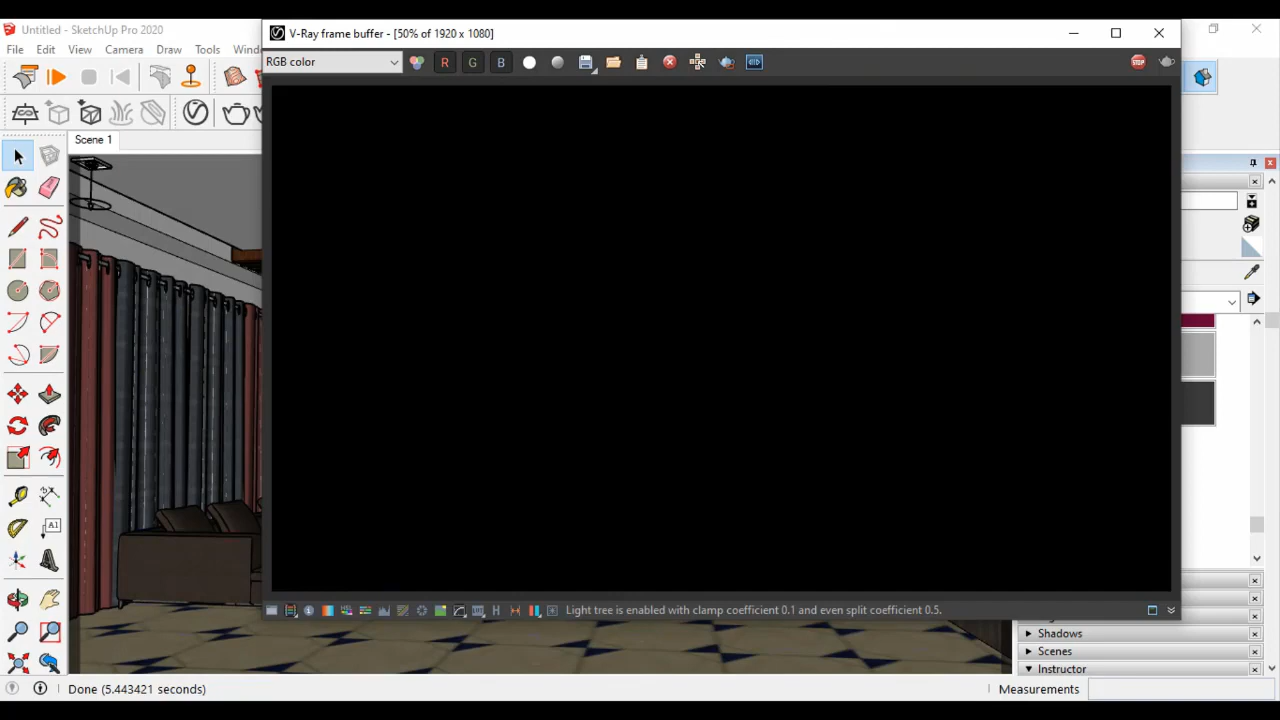 Untitled - SketchUp Pro 2020
File Edit View Camera Draw Tools
V-Ray frame buffer - [50% of 1920 x 1080]
RGB color
R G B
STOP
Scene 1
A1
H
Light tree is enabled with clamp coefficient 0.1 and even split coefficient 0.5.
Shadows
Scenes
Instructor
Done (5.443421 seconds)
Measurements